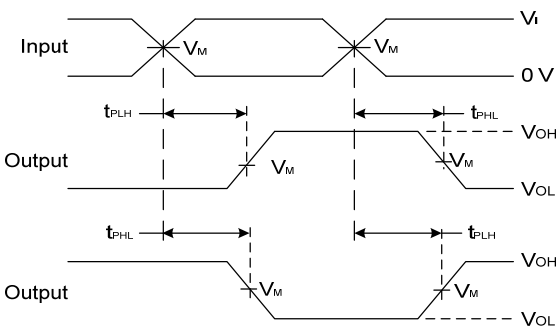 Input VM VM VI
0 V
tPLH tPHL
Output VM VM VOH
VOL
tPHL tPLH
Output VM VM VOH
VOL